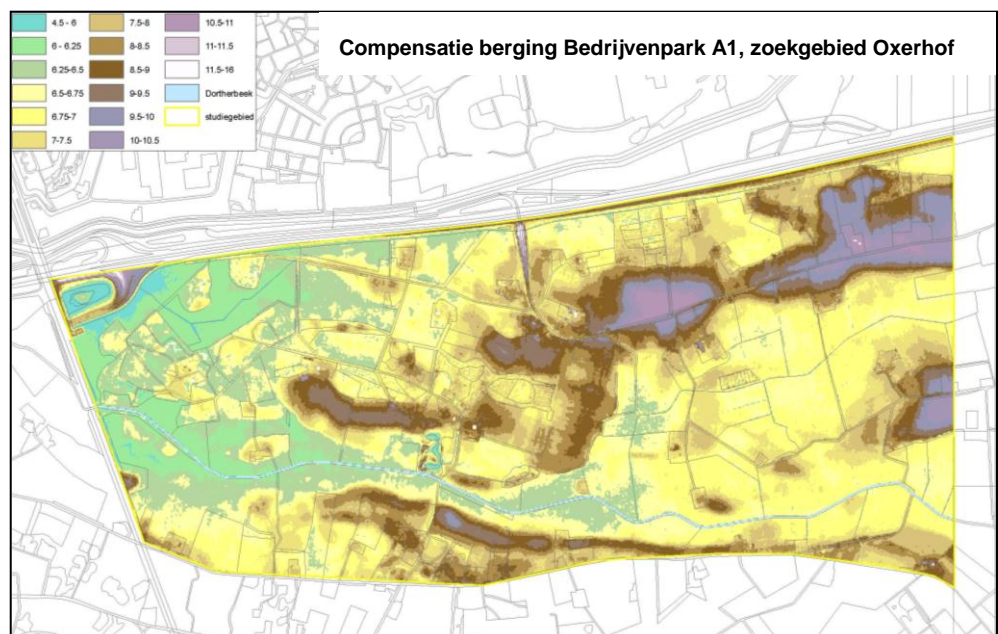 Compensatie berging Bedrijvenpark A1, zoekgebied Oxerhof
4.5 - 6
6 - 6.25
6.25-6.5
6.5-6.75
6.75-7
7-7.5
7.5-8
8-8.5
8.5-9
9-9.5
9.5-10
10-10.5
10.5-11
11-11.5
11.5-16
Dortherbeek
studiegebied